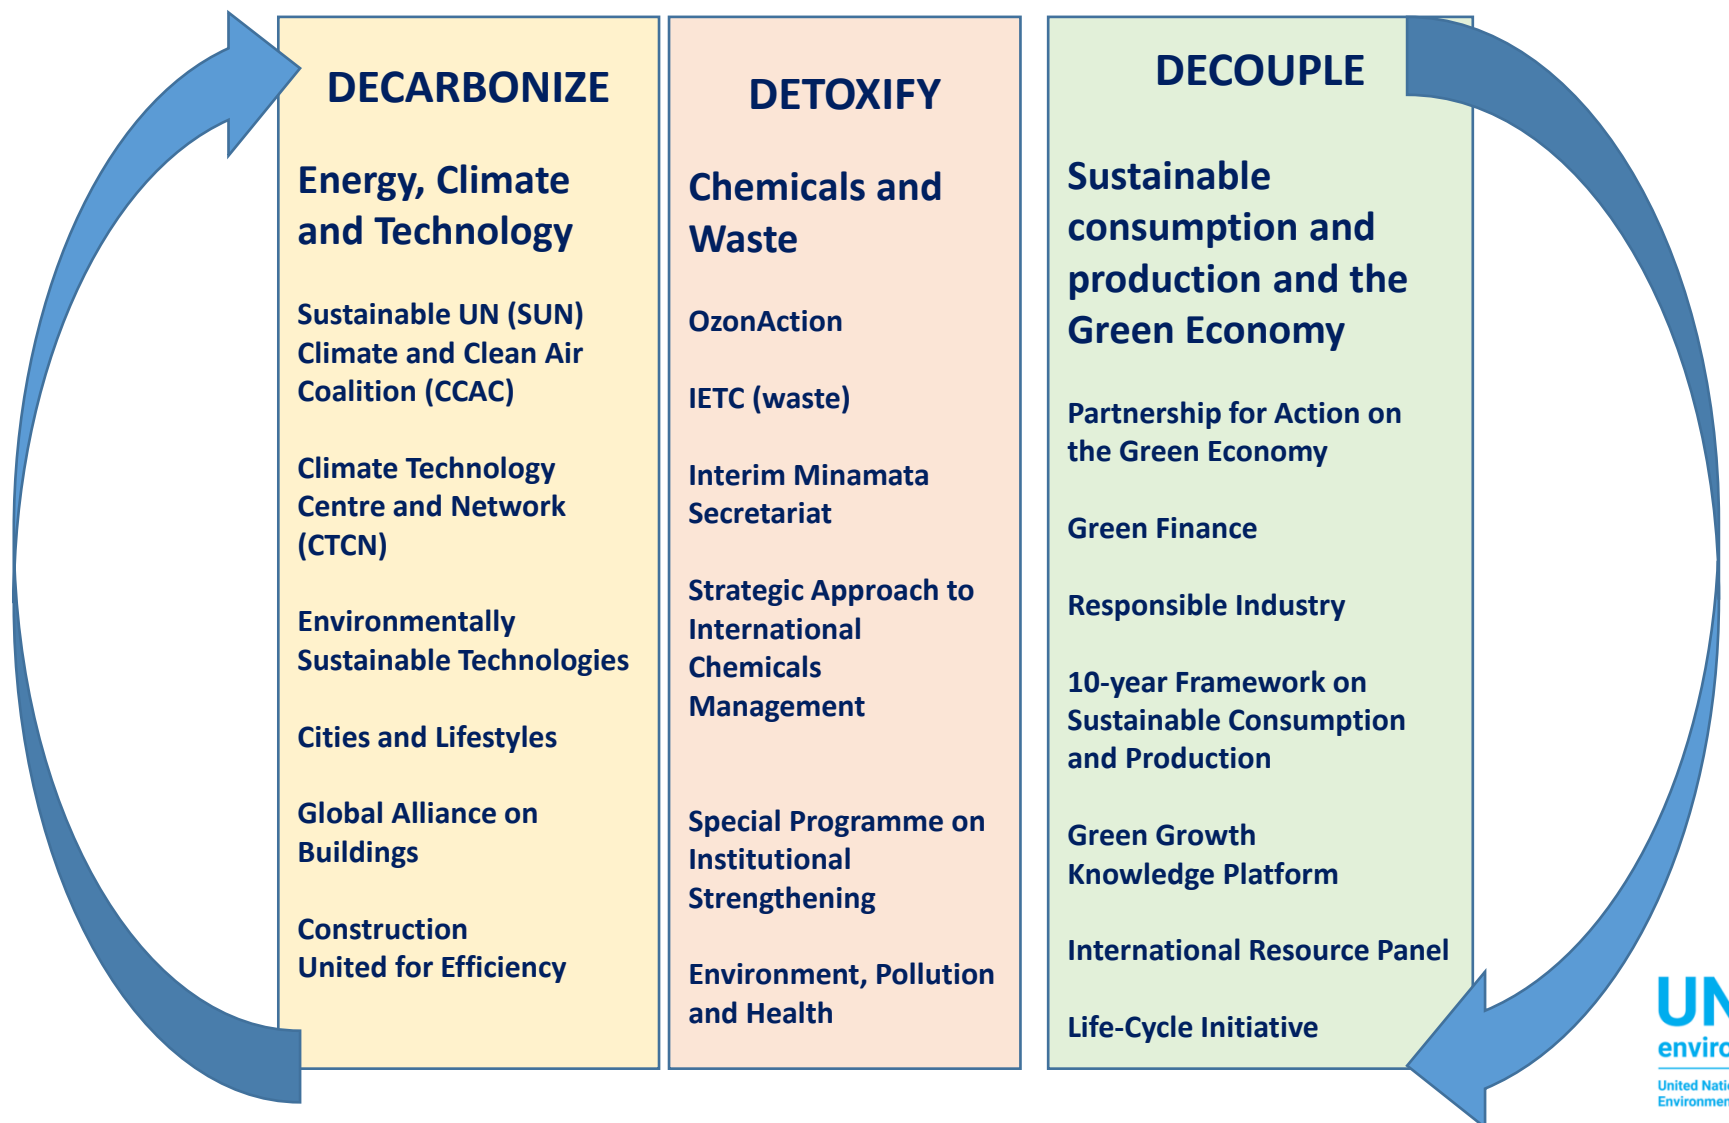 DECARBONIZE
Energy, Climate
and Technology
Sustainable UN (SUN)
Climate and Clean Air
Coalition (CCAC)
Climate Technology
Centre and Network
(CTCN)
Environmentally
Sustainable Technologies
Cities and Lifestyles
Global Alliance on
Buildings
Construction
United for Efficiency
DETOXIFY
Chemicals and
Waste
OzonAction
IETC (waste)
Interim Minamata
Secretariat
Strategic Approach to
International
Chemicals
Management
Special Programme on
Institutional
Strengthening
Environment, Pollution
and Health
DECOUPLE
Sustainable
consumption and
production and the
Green Economy
Partnership for Action on
the Green Economy
Green Finance
Responsible Industry
10-year Framework on
Sustainable Consumption
and Production
Green Growth
Knowledge Platform
International Resource Panel
Life-Cycle Initiative
United